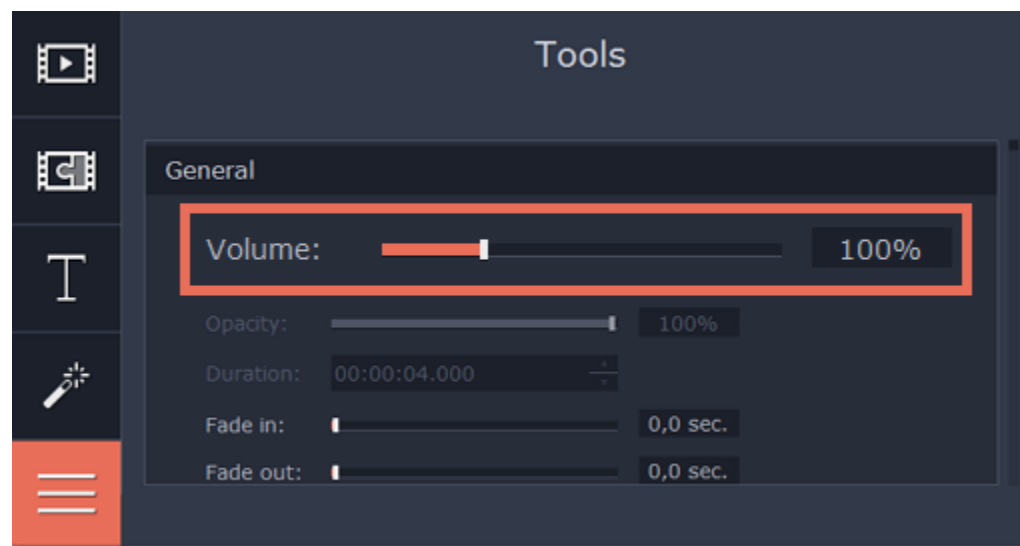 Tools
General
Volume: 100%
Opacity: 100%
Duration: 00:00:04.000
Fade in: 0,0 sec.
Fade out: 0,0 sec.